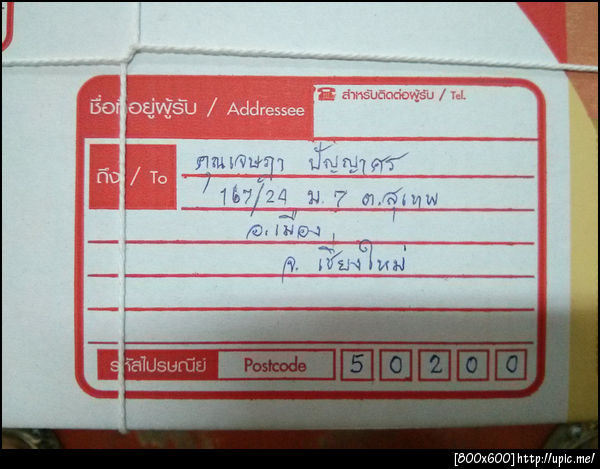 ☎ สำหรับติดต่อผู้รับ / Tel.
ชื่อที่อยู่ผู้รับ / Addressee
ถึง / To
คุณเจษฎา ปัญญาศร
167/24 ม. 7 ต.สุเทพ
อ.เมือง
จ. เชียงใหม่
รหัสไปรษณีย์ Postcode 5 0 2 0 0
[800x600]http://upic.me/